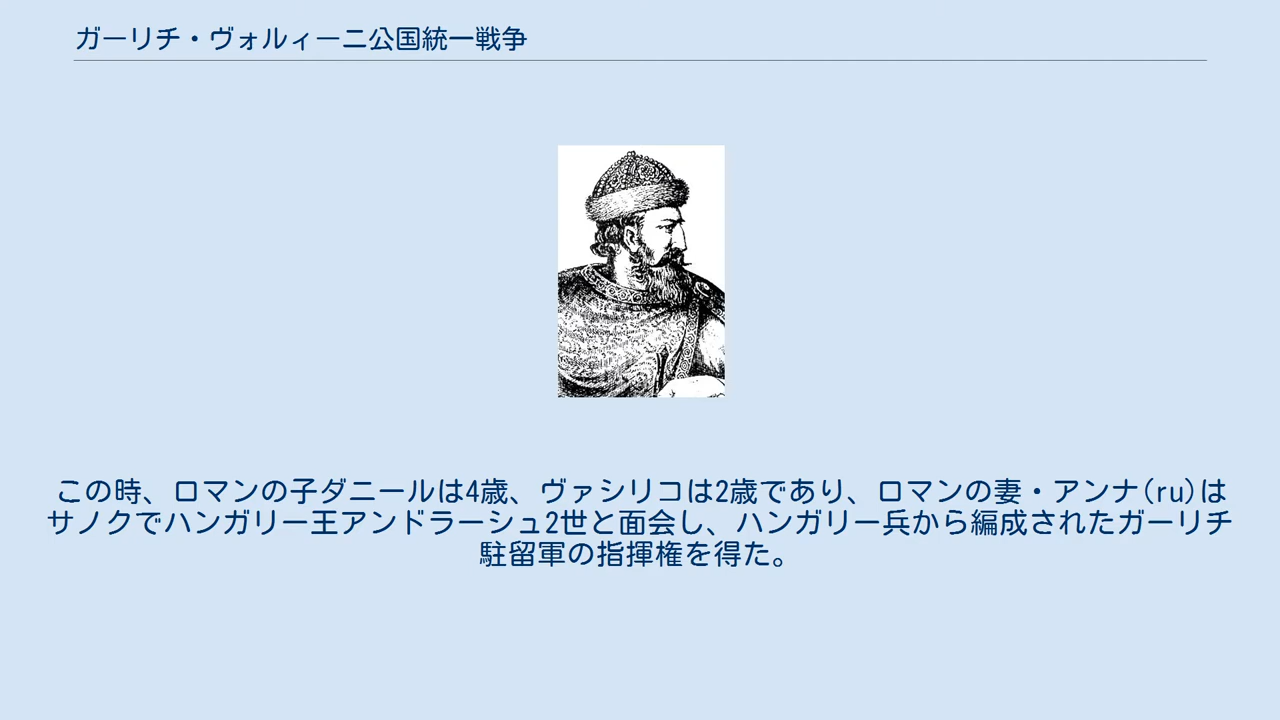 ガーリチ・ヴォルィーニ公国統一戦争
この時、ロマンの子ダニールは4歳、ヴァシリコは2歳であり、ロマンの妻・アンナ(ru)は
サノクでハンガリー王アンドラーシュ2世と面会し、ハンガリー兵から編成されたガーリチ
駐留軍の指揮権を得た。